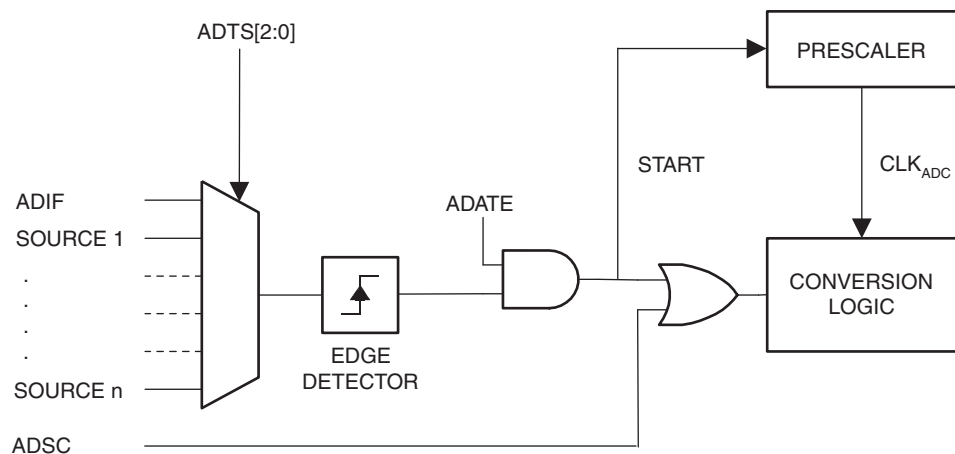 ADTS[2:0]
PRESCALER
START
CLKADC
ADIF
ADATE
SOURCE 1
.
.
.
.
CONVERSION
LOGIC
EDGE
DETECTOR
SOURCE n
ADSC